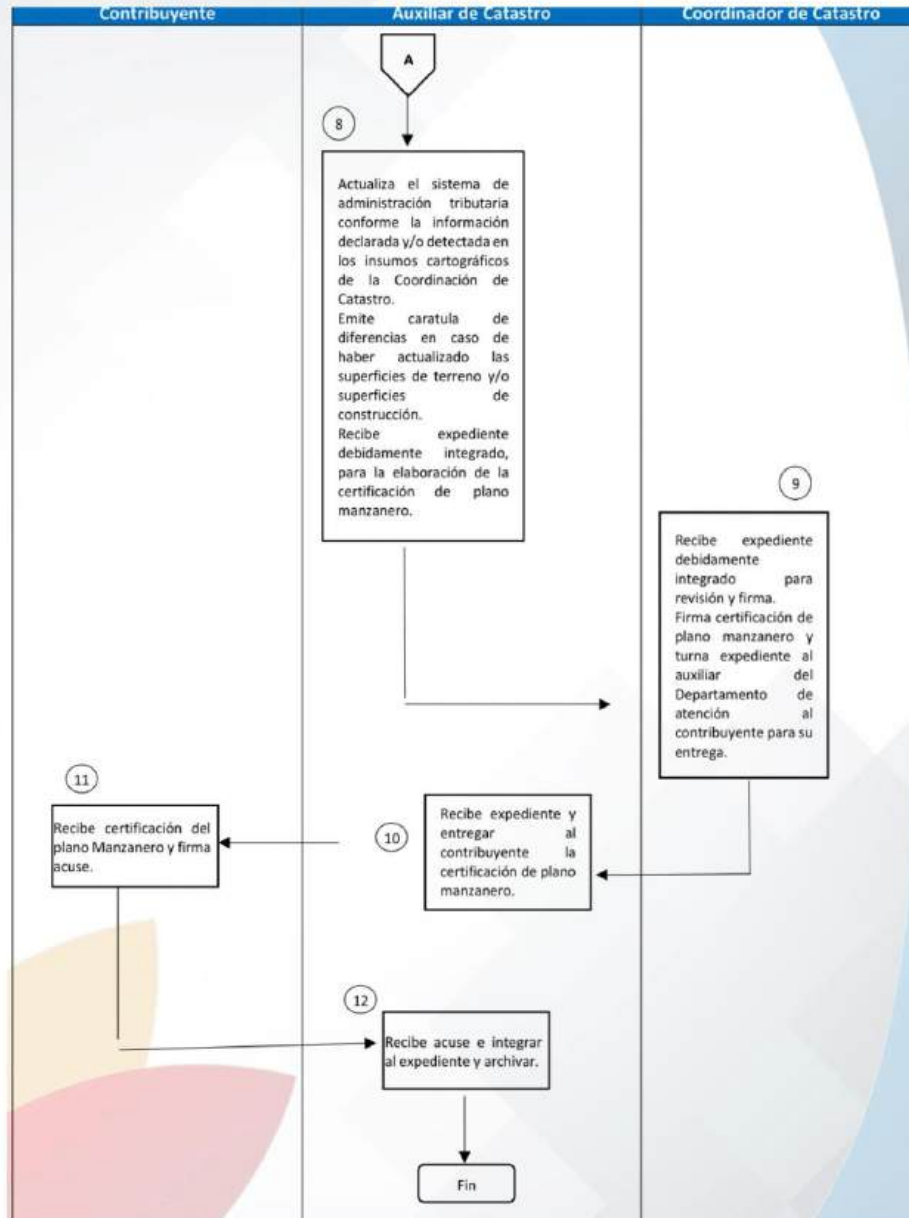 Contribuyente
Auxiliar de Catastro
Coordinador de Catastro
A
8
Actualiza el sistema de
administración tributaria
conforme la información
declarada y/o detectada en
los insumos cartográficos
de la Coordinación de
Catastro.
Emite caratula de
diferencias en caso de
haber actualizado las
superficies de terreno y/o
superficies de
construcción.
Recibe expediente
debidamente integrado,
para la elaboración de la
certificación de plano
manzanero.
9
Recibe expediente
debidamente
integrado para
revisión y firma.
Firma certificación de
plano manzanero y
turna expediente al
auxiliar del
Departamento de
atención al
contribuyente para su
entrega.
10
Recibe expediente y
entregar al
contribuyente la
certificación de plano
manzanero.
11
Recibe certificación del
plano Manzanero y firma
acuse.
12
Recibe acuse e integrar
al expediente y archivar.
Fin